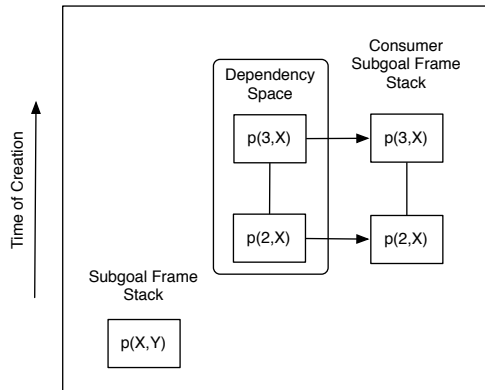 Time of Creation
Dependency
Space
p(3,X)
p(2,X)
Consumer
Subgoal Frame
Stack
p(3,X)
p(2,X)
Subgoal Frame
Stack
p(X,Y)